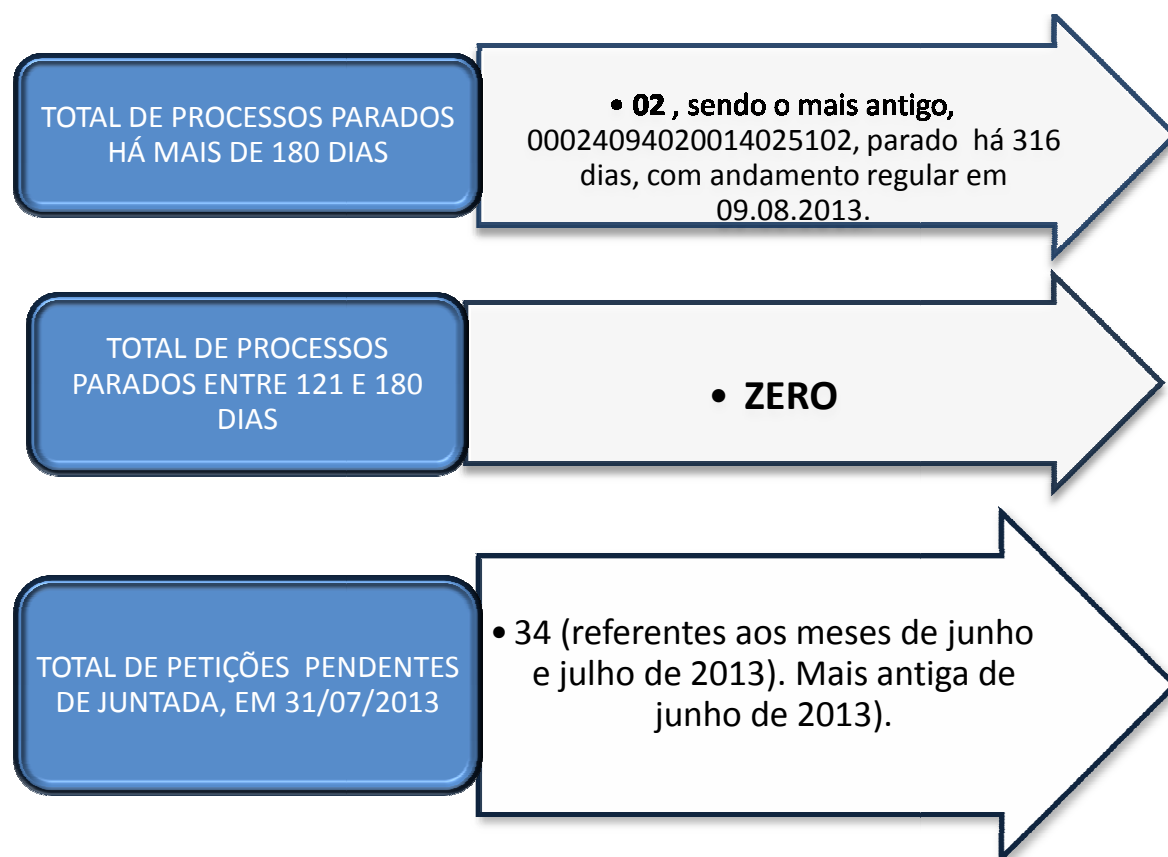 TOTAL DE PROCESSOS PARADOS
HÁ MAIS DE 180 DIAS
• 02 , sendo o mais antigo,
00024094020014025102, parado há 316
dias, com andamento regular em
09.08.2013.
TOTAL DE PROCESSOS
PARADOS ENTRE 121 E 180
DIAS
• ZERO
TOTAL DE PETIÇÕES PENDENTES
DE JUNTADA, EM 31/07/2013
• 34 (referentes aos meses de junho
e julho de 2013). Mais antiga de
junho de 2013).